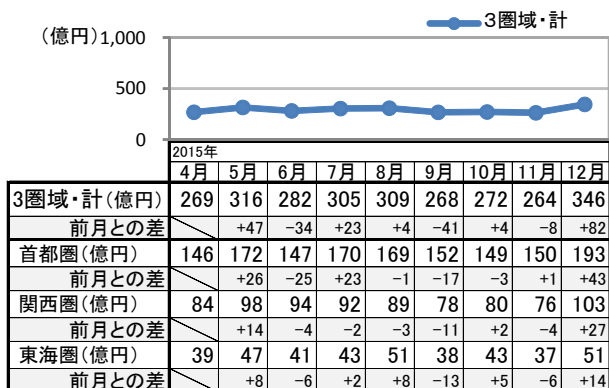 3圏域・計
(億円)1,000
500
0
2015年
4月 5月 6月 7月 8月 9月 10月 11月 12月
3圏域・計(億円) 269 316 282 305 309 268 272 264 346
前月との差 +47 −34 +23 +4 −41 +4 −8 +82
首都圏(億円) 146 172 147 170 169 152 149 150 193
前月との差 +26 −25 +23 −1 −17 −3 +1 +43
関西圏(億円) 84 98 94 92 89 78 80 76 103
前月との差 +14 −4 −2 −3 −11 +2 −4 +27
東海圏(億円) 39 47 41 43 51 38 43 37 51
前月との差 +8 −6 +2 +8 −13 +5 −6 +14